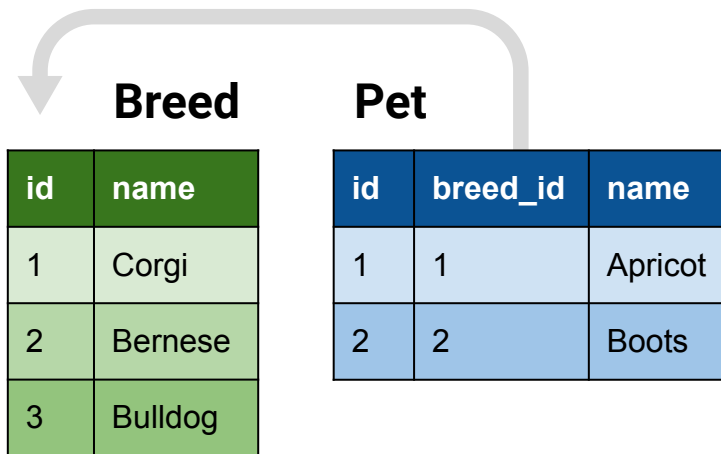 Breed
Pet
id name
1 Corgi
2 Bernese
3 Bulldog
id breed_id name
1 1 Apricot
2 2 Boots